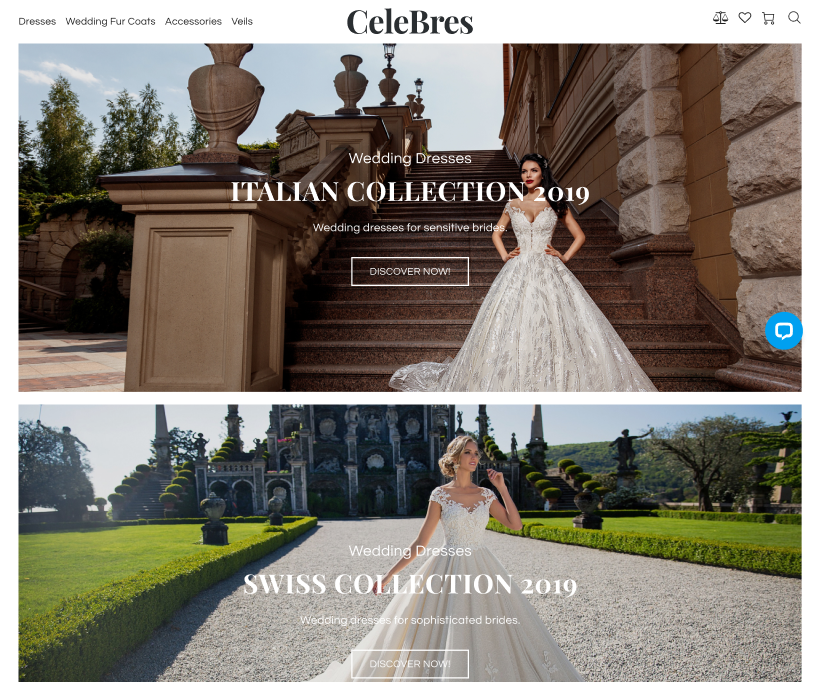 Dresses Wedding Fur Coats Accessories Veils
CeleBres
Wedding Dresses
ITALIAN COLLECTION 2019
Wedding dresses for sensitive brides.
DISCOVER NOW!
Wedding Dresses
SWISS COLLECTION 2019
Wedding dresses for sophisticated brides.
DISCOVER NOW!